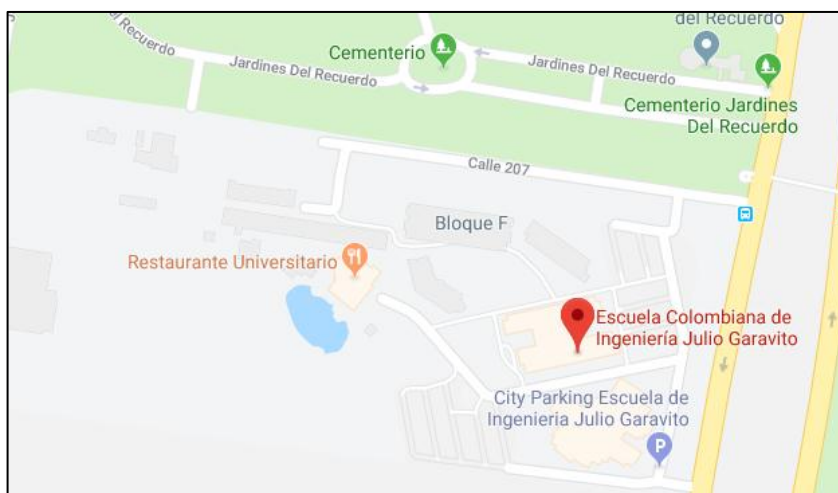 del Recuerdo
Cementerio
Del Recuerdo
Jardines Del Recuerdo
Jardines Del Recuerdo
Cementerio Jardines
Del Recuerdo
Calle 207
Bloque F
Restaurante Universitario
Escuela Colombiana de
Ingeniería Julio Garavito
City Parking Escuela de
Ingenieria Julio Garavito
P